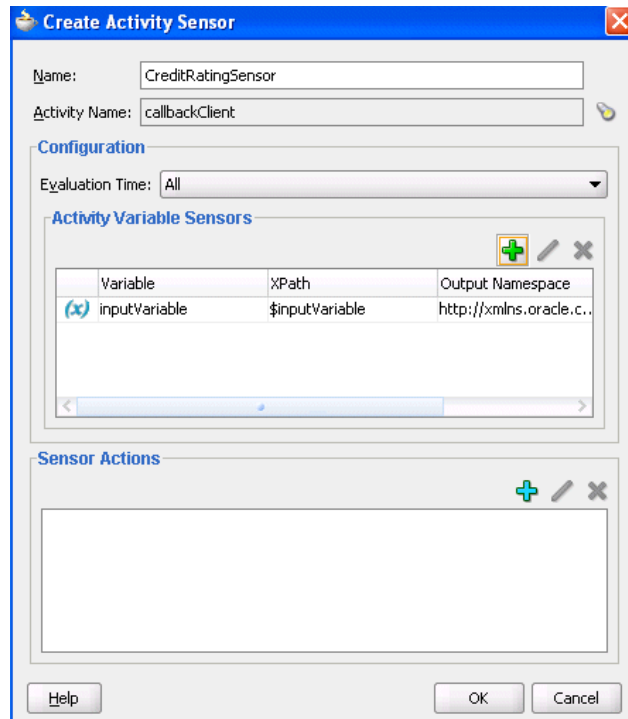 Create Activity Sensor
Name: CreditRatingSensor
Activity Name: callbackClient
Configuration
Evaluation Time: All
Activity Variable Sensors
Variable XPath Output Namespace
(x) inputVariable $inputVariable http://xmlns.oracle.c..
Sensor Actions
Help OK Cancel